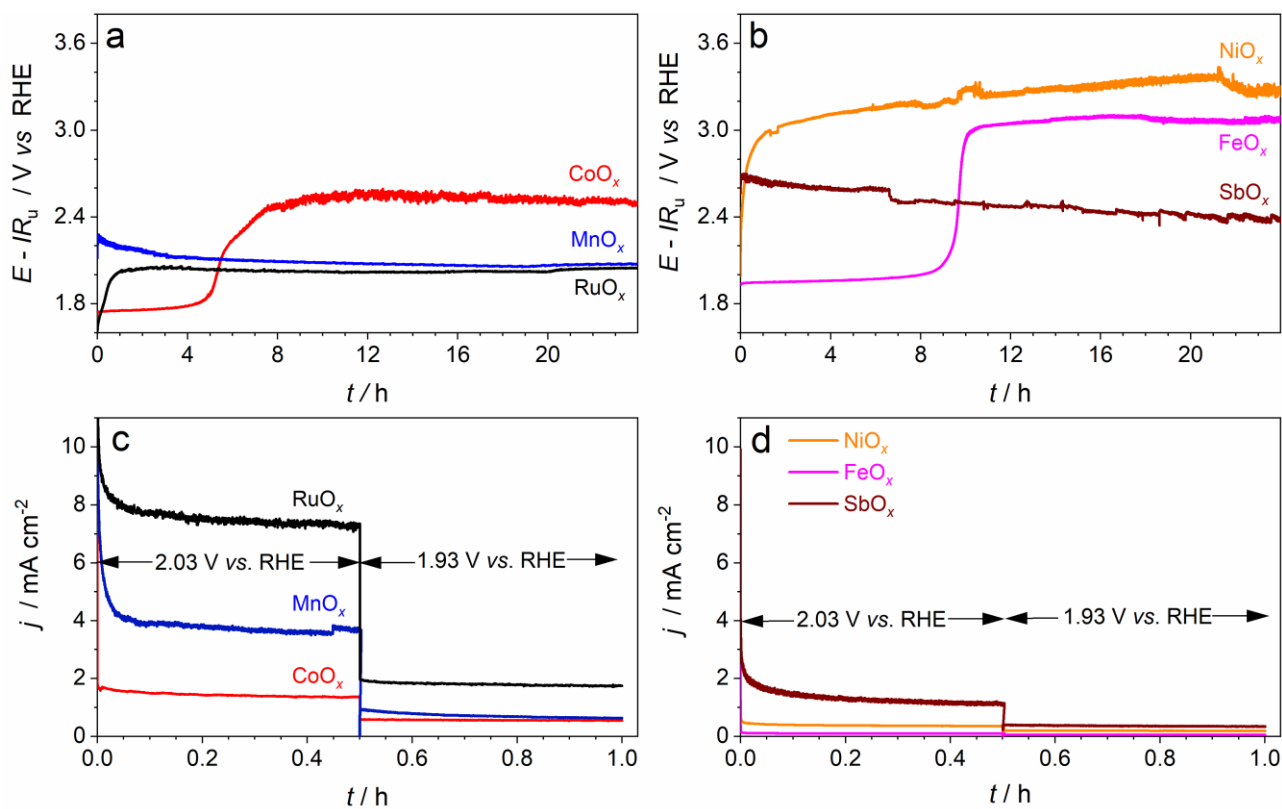 a
3.6
3.0
2.4
1.8
E - IRᵤ / V vs RHE
CoOₓ
MnOₓ
RuOₓ
0 4 8 12 16 20
t / h
b
3.6
3.0
2.4
1.8
E - IRᵤ / V vs RHE
NiOₓ
FeOₓ
SbOₓ
0 4 8 12 16 20
t / h
c
10
8
6
4
2
0
j / mA cm⁻²
RuOₓ
2.03 V vs. RHE
1.93 V vs. RHE
MnOₓ
CoOₓ
0.0 0.2 0.4 0.6 0.8 1.0
t / h
d
10
8
6
4
2
0
j / mA cm⁻²
NiOₓ
FeOₓ
SbOₓ
2.03 V vs. RHE
1.93 V vs. RHE
0.0 0.2 0.4 0.6 0.8 1.0
t / h